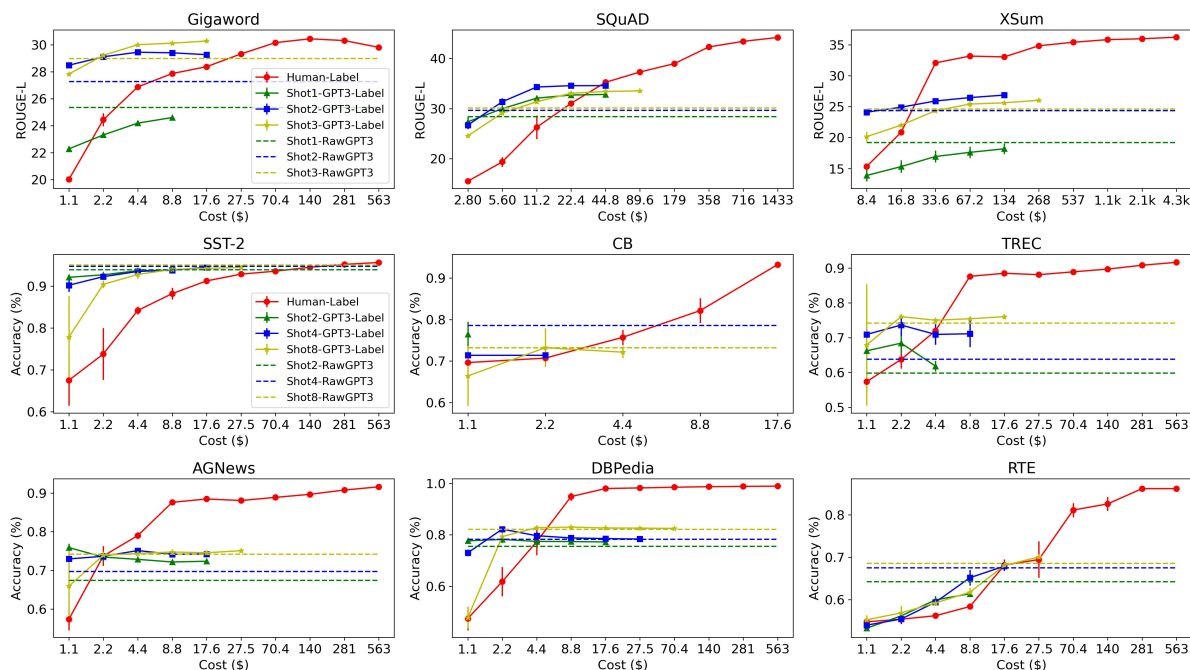 Gigaword
ROUGE-L
30
28
26
24
22
20
Human-Label
Shot1-GPT3-Label
Shot2-GPT3-Label
Shot3-GPT3-Label
Shot1-RawGPT3
Shot2-RawGPT3
Shot3-RawGPT3
1.1 2.2 4.4 8.8 17.6 27.5 70.4 140 281 563
Cost ($)
SQuAD
ROUGE-L
40
30
20
2.80 5.60 11.2 22.4 44.8 89.6 179 358 716 1433
Cost ($)
XSum
ROUGE-L
35
30
25
20
15
8.4 16.8 33.6 67.2 134 268 537 1.1k 2.1k 4.3k
Cost ($)
SST-2
Accuracy (%)
0.9
0.8
0.7
0.6
Human-Label
Shot2-GPT3-Label
Shot4-GPT3-Label
Shot8-GPT3-Label
Shot2-RawGPT3
Shot4-RawGPT3
Shot8-RawGPT3
1.1 2.2 4.4 8.8 17.6 27.5 70.4 140 281 563
Cost ($)
CB
Accuracy (%)
0.9
0.8
0.7
0.6
1.1 2.2 4.4 8.8 17.6
Cost ($)
TREC
Accuracy (%)
0.9
0.8
0.7
0.6
0.5
1.1 2.2 4.4 8.8 17.6 27.5 70.4 140 281 563
Cost ($)
AGNews
Accuracy (%)
0.9
0.8
0.7
0.6
1.1 2.2 4.4 8.8 17.6 27.5 70.4 140 281 563
Cost ($)
DBPedia
Accuracy (%)
1.0
0.8
0.6
1.1 2.2 4.4 8.8 17.6 27.5 70.4 140 281 563
Cost ($)
RTE
Accuracy (%)
0.8
0.7
0.6
1.1 2.2 4.4 8.8 17.6 27.5 70.4 140 281 563
Cost ($)